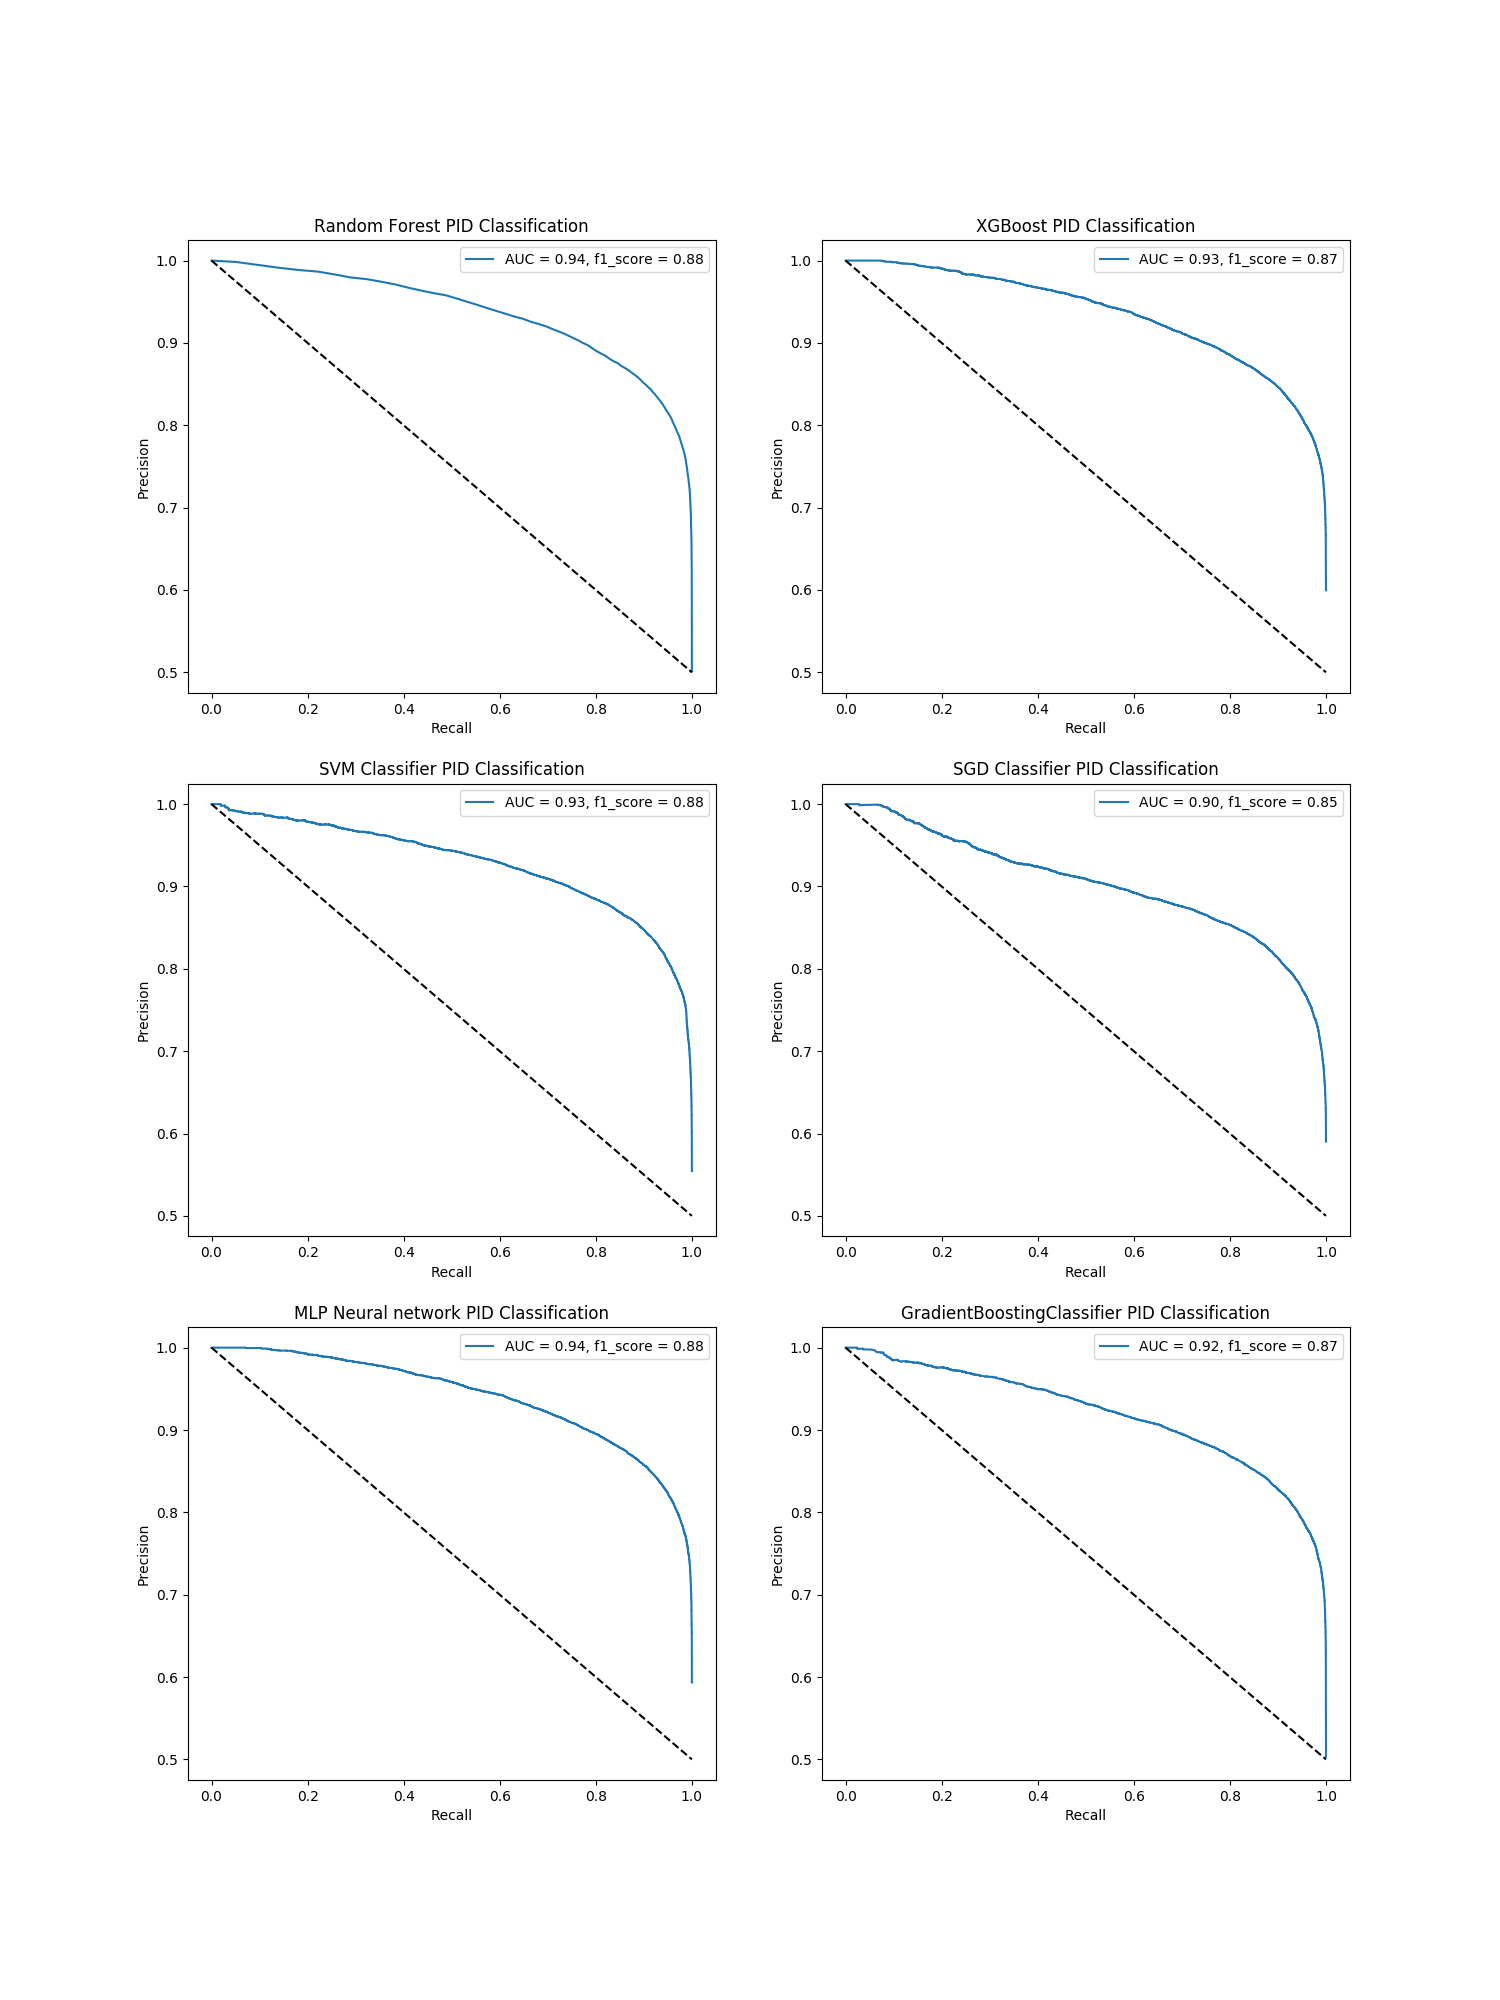 Random Forest PID Classification
AUC = 0.94, f1_score = 0.88
1.0
0.9
0.8
0.7
0.6
0.5
Precision
0.0 0.2 0.4 0.6 0.8 1.0
Recall
XGBoost PID Classification
AUC = 0.93, f1_score = 0.87
1.0
0.9
0.8
0.7
0.6
0.5
Precision
0.0 0.2 0.4 0.6 0.8 1.0
Recall
SVM Classifier PID Classification
AUC = 0.93, f1_score = 0.88
1.0
0.9
0.8
0.7
0.6
0.5
Precision
0.0 0.2 0.4 0.6 0.8 1.0
Recall
SGD Classifier PID Classification
AUC = 0.90, f1_score = 0.85
1.0
0.9
0.8
0.7
0.6
0.5
Precision
0.0 0.2 0.4 0.6 0.8 1.0
Recall
MLP Neural network PID Classification
AUC = 0.94, f1_score = 0.88
1.0
0.9
0.8
0.7
0.6
0.5
Precision
0.0 0.2 0.4 0.6 0.8 1.0
Recall
GradientBoostingClassifier PID Classification
AUC = 0.92, f1_score = 0.87
1.0
0.9
0.8
0.7
0.6
0.5
Precision
0.0 0.2 0.4 0.6 0.8 1.0
Recall